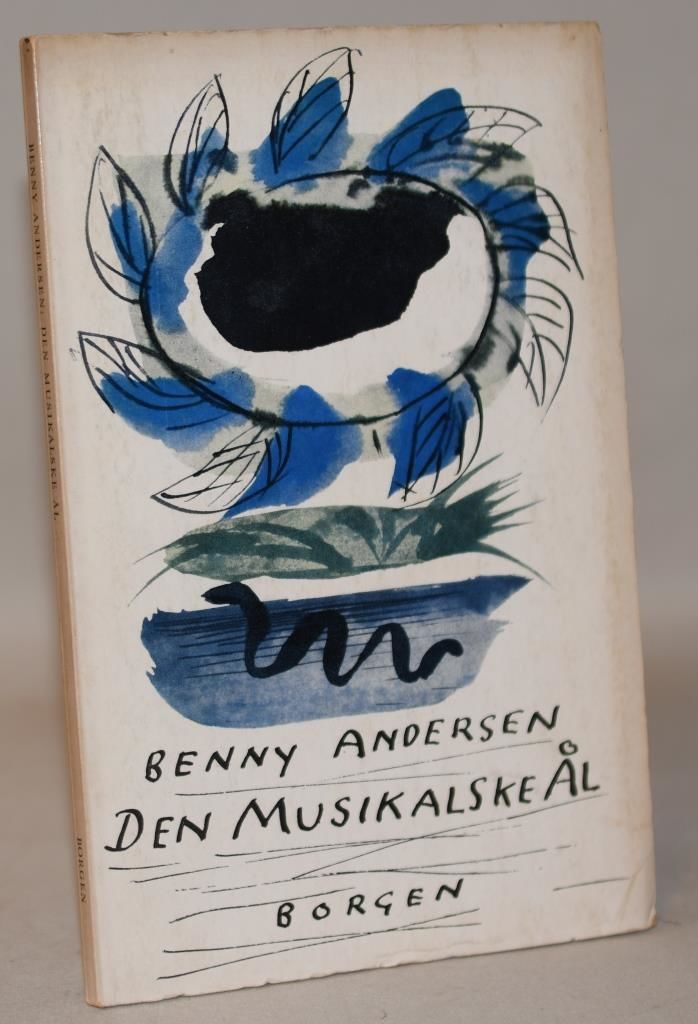 BENNY ANDERSEN
DEN MUSIKALSKE ÅL
BORGEN
BENNY ANDERSEN: DEN MUSIKALSKE ÅL
BORGEN